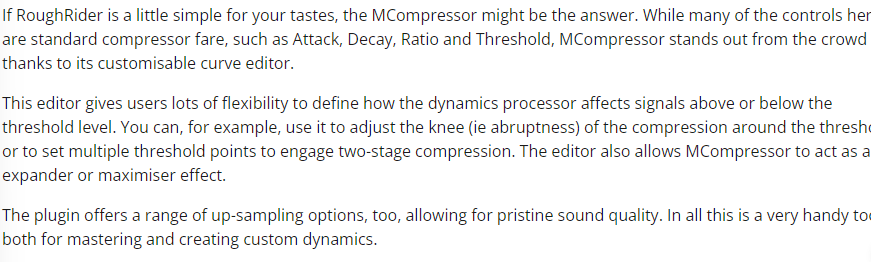 If RoughRider is a little simple for your tastes, the MCompressor might be the answer. While many of the controls her
are standard compressor fare, such as Attack, Decay, Ratio and Threshold, MCompressor stands out from the crowd
thanks to its customisable curve editor.
This editor gives users lots of flexibility to define how the dynamics processor affects signals above or below the
threshold level. You can, for example, use it to adjust the knee (ie abruptness) of the compression around the thresh
or to set multiple threshold points to engage two-stage compression. The editor also allows MCompressor to act as a
expander or maximiser effect.
The plugin offers a range of up-sampling options, too, allowing for pristine sound quality. In all this is a very handy to
both for mastering and creating custom dynamics.